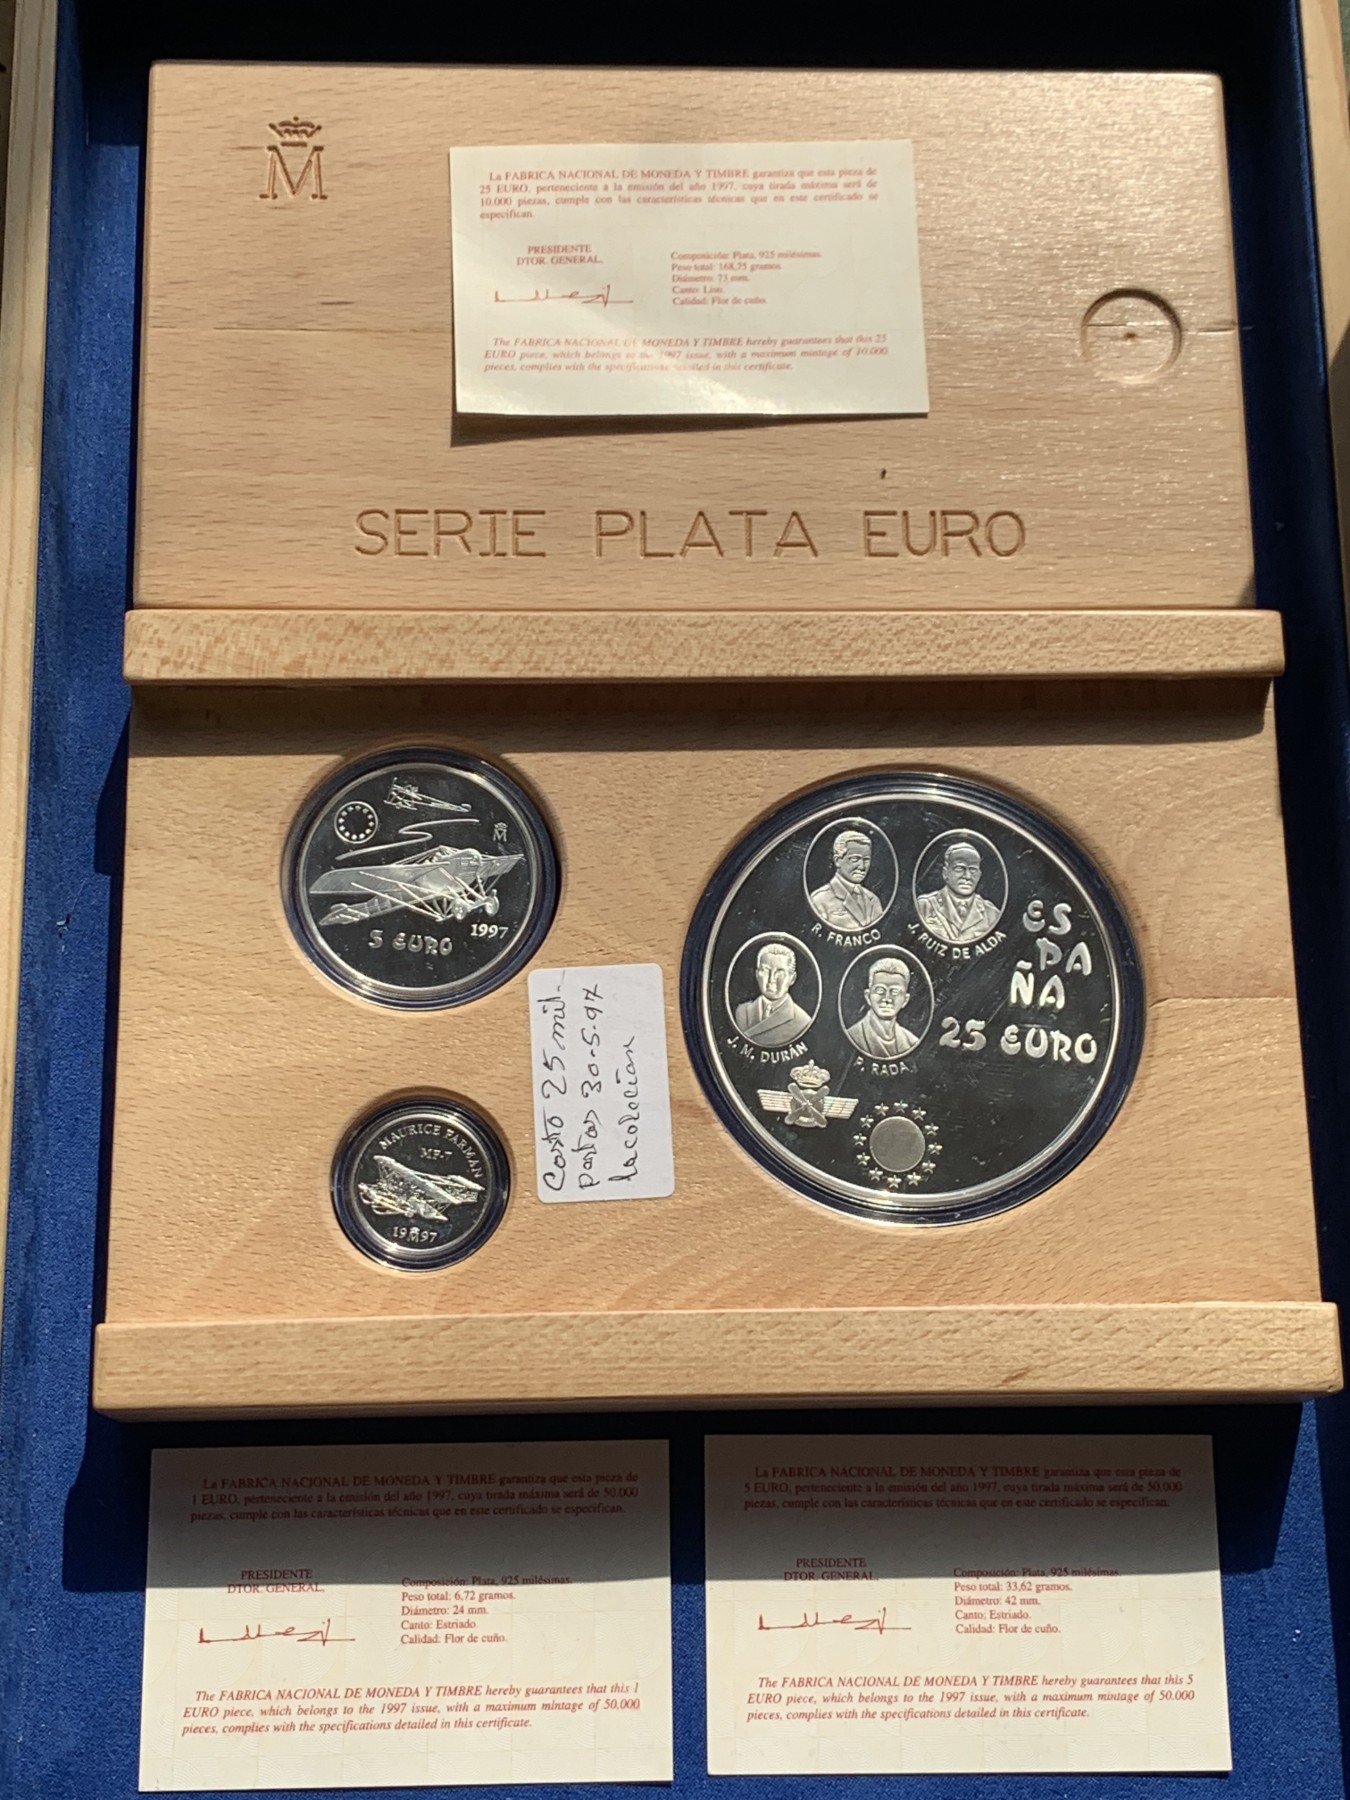 M
La FABRICA NACIONAL DE MONEDA Y TIMBRE garantiza que esta pieza de
25 EURO, perteneciente a la emisión del año 1997, cuya tirada máxima será de
10.000 piezas, cumple con las características técnicas que en este certificado se
especifican.
PRESIDENTE
DTOR. GENERAL,
Composición: Plata, 925 milésimas.
Peso total: 168,75 gramos.
Diámetro: 73 mm.
Canto: Liso.
Calidad: Flor de cuño.
The FABRICA NACIONAL DE MONEDA Y TIMBRE hereby guarantees that this 25
EURO piece, which belongs to the 1997 issue, with a maximum mintage of 10.000
pieces, complies with the specifications detailed in this certificate.
SERIE PLATA EURO
M
5 EURO
1997
R. FRANCO
J. RUIZ DE ALDA
J. M. DURÁN
P. RADA
ES
PA
ÑA
25 EURO
Costo 25 mil-
ptas 30-5-97
la colección
MAURICE FARMAN
MF-7
19 M 97
La FABRICA NACIONAL DE MONEDA Y TIMBRE garantiza que esta pieza de
1 EURO, perteneciente a la emisión del año 1997, cuya tirada máxima será de 50.000
piezas, cumple con las características técnicas que en este certificado se especifican.
PRESIDENTE
DTOR. GENERAL,
Composición: Plata, 925 milésimas.
Peso total: 6,72 gramos.
Diámetro: 24 mm.
Canto: Estriado.
Calidad: Flor de cuño.
The FABRICA NACIONAL DE MONEDA Y TIMBRE hereby guarantees that this 1
EURO piece, which belongs to the 1997 issue, with a maximum mintage of 50.000
pieces, complies with the specifications detailed in this certificate.
La FABRICA NACIONAL DE MONEDA Y TIMBRE garantiza que esta pieza de
5 EURO, perteneciente a la emisión del año 1997, cuya tirada máxima será de 50.000
piezas, cumple con las características técnicas que en este certificado se especifican.
PRESIDENTE
DTOR. GENERAL,
Composición: Plata, 925 milésimas.
Peso total: 33,62 gramos.
Diámetro: 42 mm.
Canto: Estriado.
Calidad: Flor de cuño.
The FABRICA NACIONAL DE MONEDA Y TIMBRE hereby guarantees that this 5
EURO piece, which belongs to the 1997 issue, with a maximum mintage of 50.000
pieces, complies with the specifications detailed in this certificate.